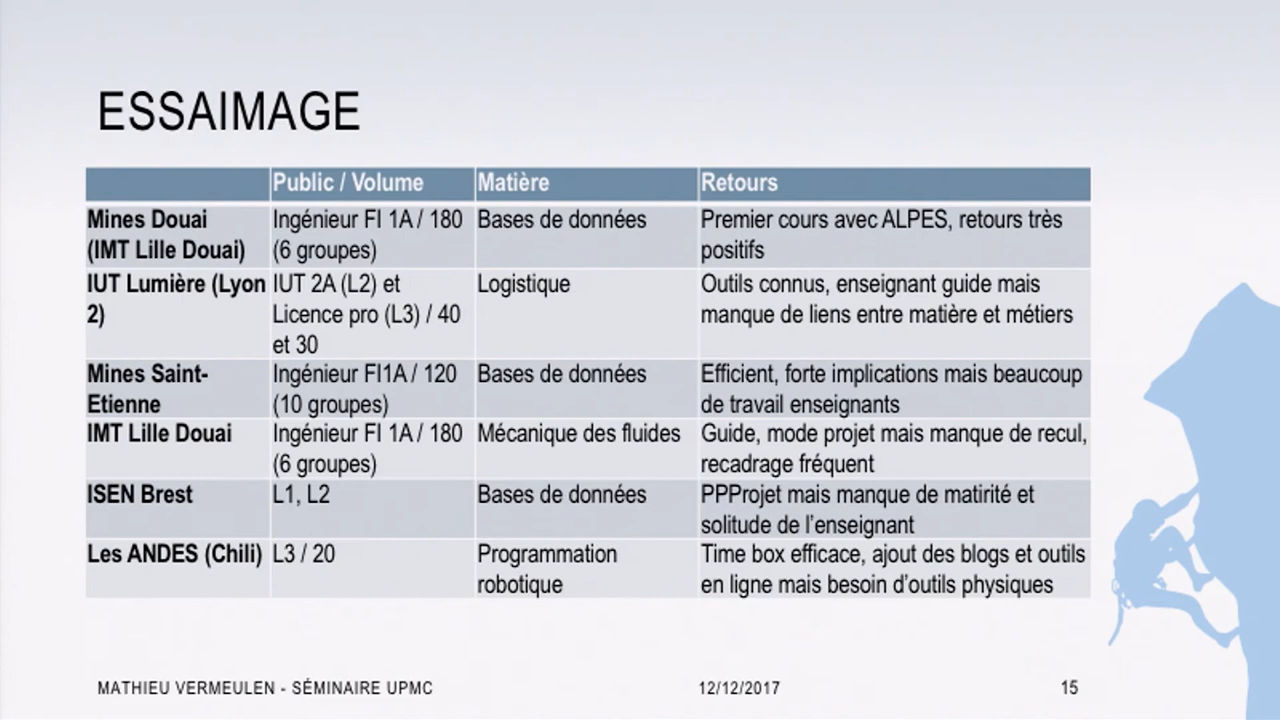 ESSAIMAGE
Public / Volume Matière Retours
Mines Douai Ingénieur FI 1A / 180 Bases de données Premier cours avec ALPES, retours très
(IMT Lille Douai) (6 groupes) positifs
IUT Lumière (Lyon IUT 2A (L2) et Logistique Outils connus, enseignant guide mais
2) Licence pro (L3) / 40 manque de liens entre matière et métiers
et 30
Mines Saint- Ingénieur FI1A / 120 Bases de données Efficient, forte implications mais beaucoup
Etienne (10 groupes) de travail enseignants
IMT Lille Douai Ingénieur FI 1A / 180 Mécanique des fluides Guide, mode projet mais manque de recul,
(6 groupes) recadrage fréquent
ISEN Brest L1, L2 Bases de données PPProjet mais manque de matirité et
solitude de l'enseignant
Les ANDES (Chili) L3 / 20 Programmation Time box efficace, ajout des blogs et outils
robotique en ligne mais besoin d'outils physiques
MATHIEU VERMEULEN - SÉMINAIRE UPMC 12/12/2017 15